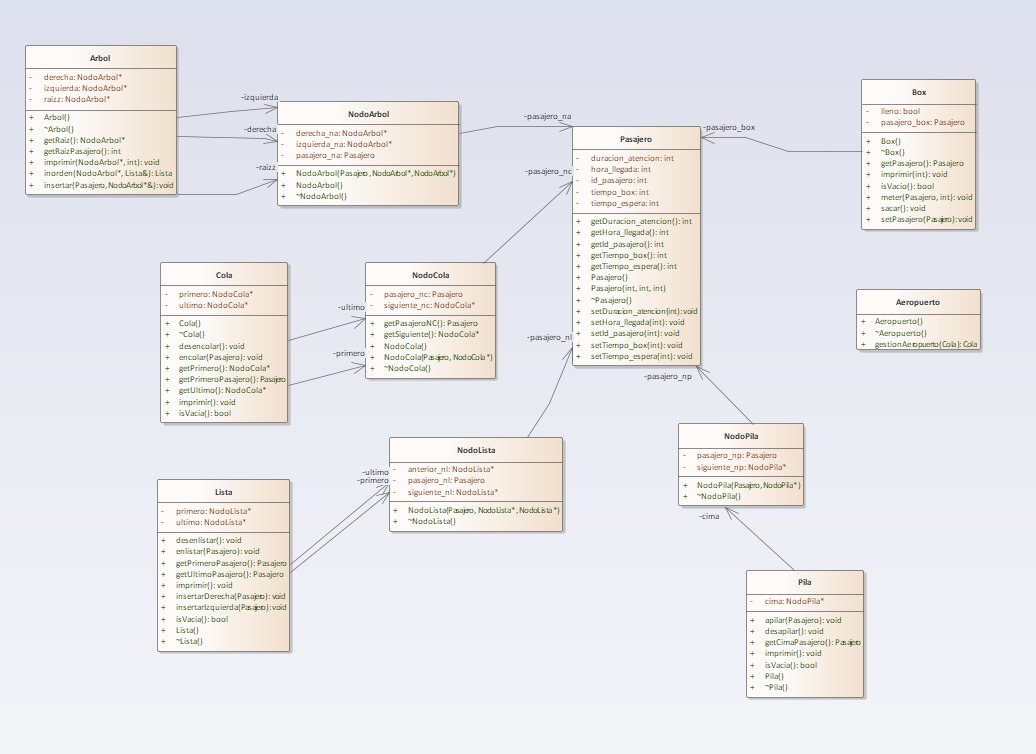 Arbol
- derecha: NodoArbol*
- izquierda: NodoArbol*
- raizz: NodoArbol*
+ Arbol()
+ ~Arbol()
+ getRaiz(): NodoArbol*
+ getRaizPasajero(): int
+ imprimir(NodoArbol*, int): void
+ inorden(NodoArbol*, Lista&): Lista
+ insertar(Pasajero, NodoArbol*&): void
-izquierda
-derecha
-raizz
NodoArbol
- derecha_na: NodoArbol*
- izquierda_na: NodoArbol*
- pasajero_na: Pasajero
+ NodoArbol(Pasajero, NodoArbol*, NodoArbol*)
+ NodoArbol()
+ ~NodoArbol()
-pasajero_na
-pasajero_nc
-pasajero_nl
-pasajero_np
-pasajero_box
Pasajero
- duracion_atencion: int
- hora_llegada: int
- id_pasajero: int
- tiempo_box: int
- tiempo_espera: int
+ getDuracion_atencion(): int
+ getHora_llegada(): int
+ getId_pasajero(): int
+ getTiempo_box(): int
+ getTiempo_espera(): int
+ Pasajero()
+ Pasajero(int, int, int)
+ ~Pasajero()
+ setDuracion_atencion(int): void
+ setHora_llegada(int): void
+ setId_pasajero(int): void
+ setTiempo_box(int): void
+ setTiempo_espera(int): void
Box
- lleno: bool
- pasajero_box: Pasajero
+ Box()
+ ~Box()
+ getPasajero(): Pasajero
+ imprimir(int): void
+ isVacio(): bool
+ meter(Pasajero, int): void
+ sacar(): void
+ setPasajero(Pasajero): void
Cola
- primero: NodoCola*
- ultimo: NodoCola*
+ Cola()
+ ~Cola()
+ desencolar(): void
+ encolar(Pasajero): void
+ getPrimero(): NodoCola*
+ getPrimeroPasajero(): Pasajero
+ getUltimo(): NodoCola*
+ imprimir(): void
+ isVacia(): bool
-ultimo
-primero
NodoCola
- pasajero_nc: Pasajero
- siguiente_nc: NodoCola*
+ getPasajeroNC(): Pasajero
+ getSiguiente(): NodoCola*
+ NodoCola()
+ NodoCola(Pasajero, NodoCola*)
+ ~NodoCola()
Aeropuerto
+ Aeropuerto()
+ ~Aeropuerto()
+ gestionAeropuerto(Cola): Cola
Lista
- primero: NodoLista*
- ultimo: NodoLista*
+ desenlistar(): void
+ enlistar(Pasajero): void
+ getPrimeroPasajero(): Pasajero
+ getUltimoPasajero(): Pasajero
+ imprimir(): void
+ insertarDerecha(Pasajero): void
+ insertarIzquierda(Pasajero): void
+ isVacia(): bool
+ Lista()
+ ~Lista()
-ultimo
-primero
NodoLista
- anterior_nl: NodoLista*
- pasajero_nl: Pasajero
- siguiente_nl: NodoLista*
+ NodoLista(Pasajero, NodoLista*, NodoLista*)
+ ~NodoLista()
NodoPila
- pasajero_np: Pasajero
- siguiente_np: NodoPila*
+ NodoPila(Pasajero, NodoPila*)
+ ~NodoPila()
-cima
Pila
- cima: NodoPila*
+ apilar(Pasajero): void
+ desapilar(): void
+ getCimaPasajero(): Pasajero
+ imprimir(): void
+ isVacia(): bool
+ Pila()
+ ~Pila()